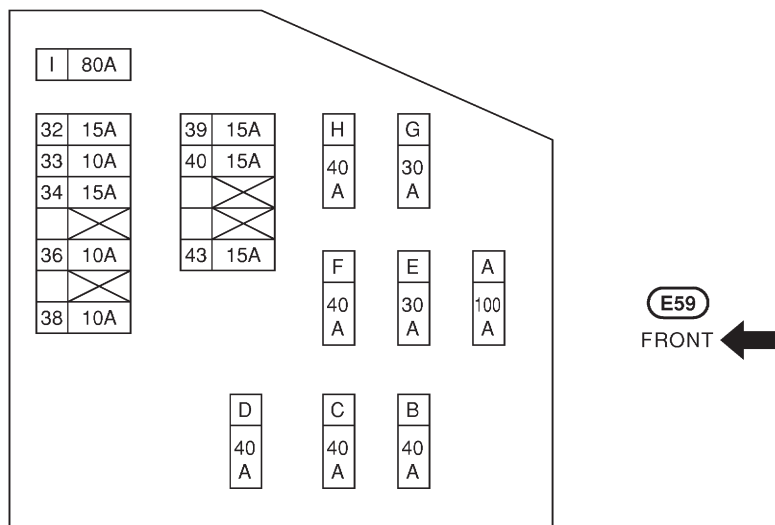 I 80A
32 15A
33 10A
34 15A
36 10A
38 10A
39 15A
40 15A
43 15A
H
40
A
G
30
A
F
40
A
E
30
A
A
100
A
D
40
A
C
40
A
B
40
A
E59
FRONT